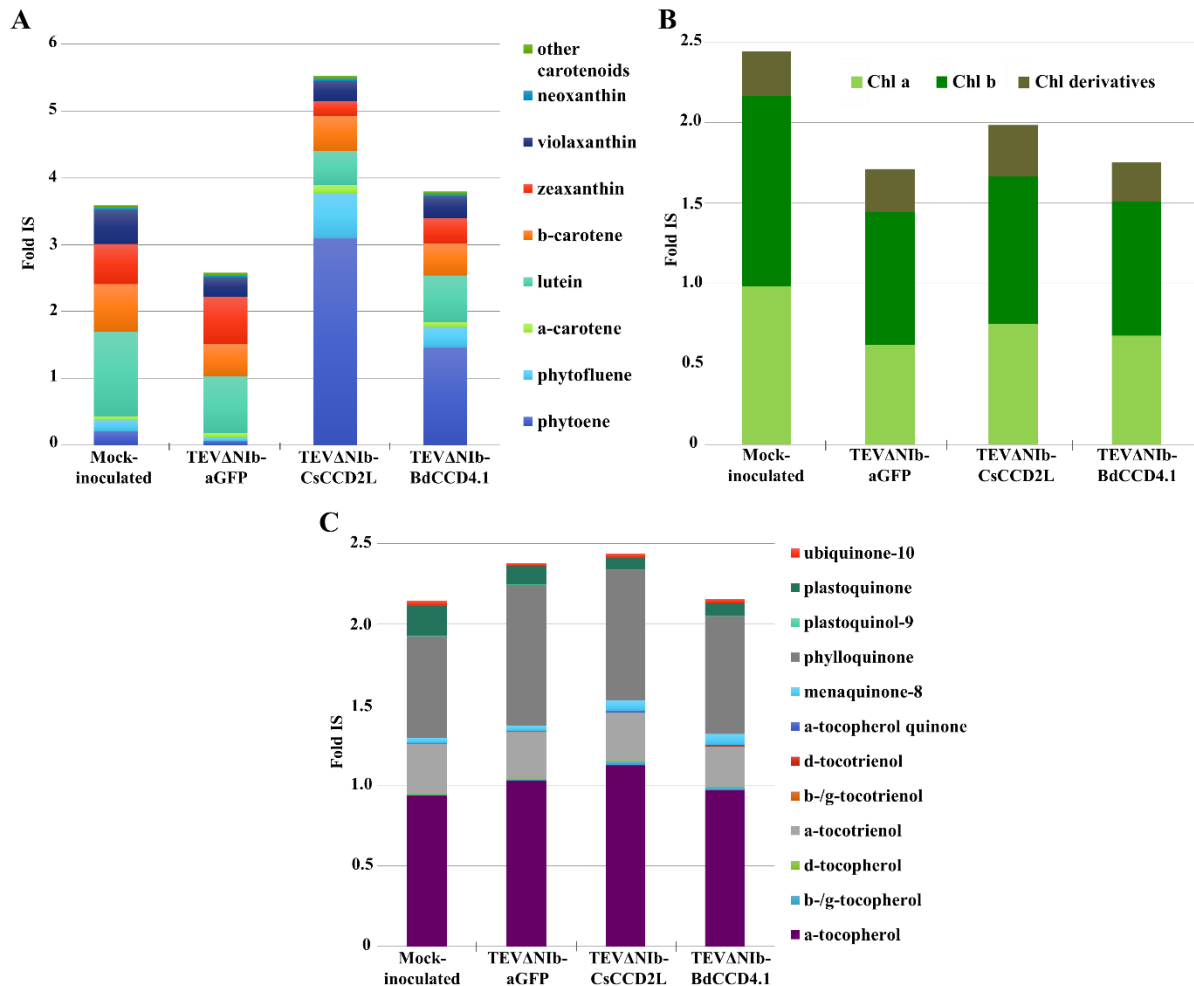 A
6
5
4
3
2
1
0
Fold IS
Mock-
inoculated
TEVΔNIb-
aGFP
TEVΔNIb-
CsCCD2L
TEVΔNIb-
BdCCD4.1
other
carotenoids
neoxanthin
violaxanthin
zeaxanthin
b-carotene
lutein
a-carotene
phytofluene
phytoene
B
2.5
2.0
1.5
1.0
0.5
0
Fold IS
Chl a
Chl b
Chl derivatives
Mock-
inoculated
TEVΔNIb-
aGFP
TEVΔNIb-
CsCCD2L
TEVΔNIb-
BdCCD4.1
C
2.5
2.0
1.5
1.0
0.5
0
Fold IS
Mock-
inoculated
TEVΔNIb-
aGFP
TEVΔNIb-
CsCCD2L
TEVΔNIb-
BdCCD4.1
ubiquinone-10
plastoquinone
plastoquinol-9
phylloquinone
menaquinone-8
a-tocopherol quinone
d-tocotrienol
b-/g-tocotrienol
a-tocotrienol
d-tocopherol
b-/g-tocopherol
a-tocopherol